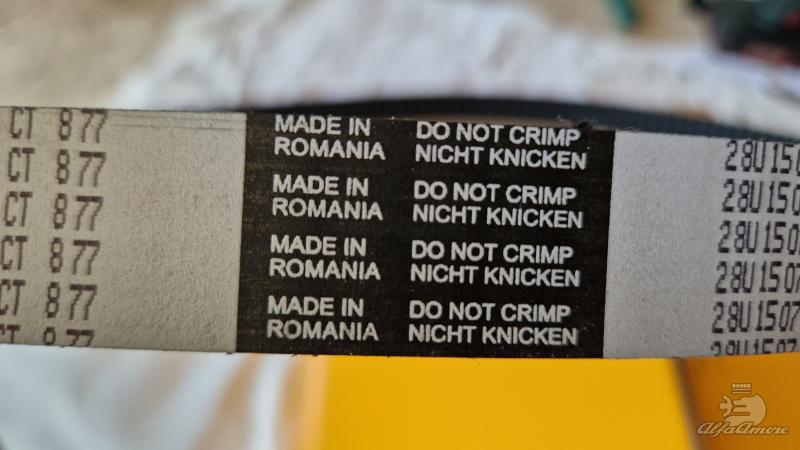 CT 877
CT 877
CT 877
CT 877
CT 877
MADE IN
ROMANIA
DO NOT CRIMP
NICHT KNICKEN
MADE IN
ROMANIA
DO NOT CRIMP
NICHT KNICKEN
MADE IN
ROMANIA
DO NOT CRIMP
NICHT KNICKEN
MADE IN
ROMANIA
DO NOT CRIMP
NICHT KNICKEN
28U150
28U150
28U150
28U1507
28U1507
AlfaAmore